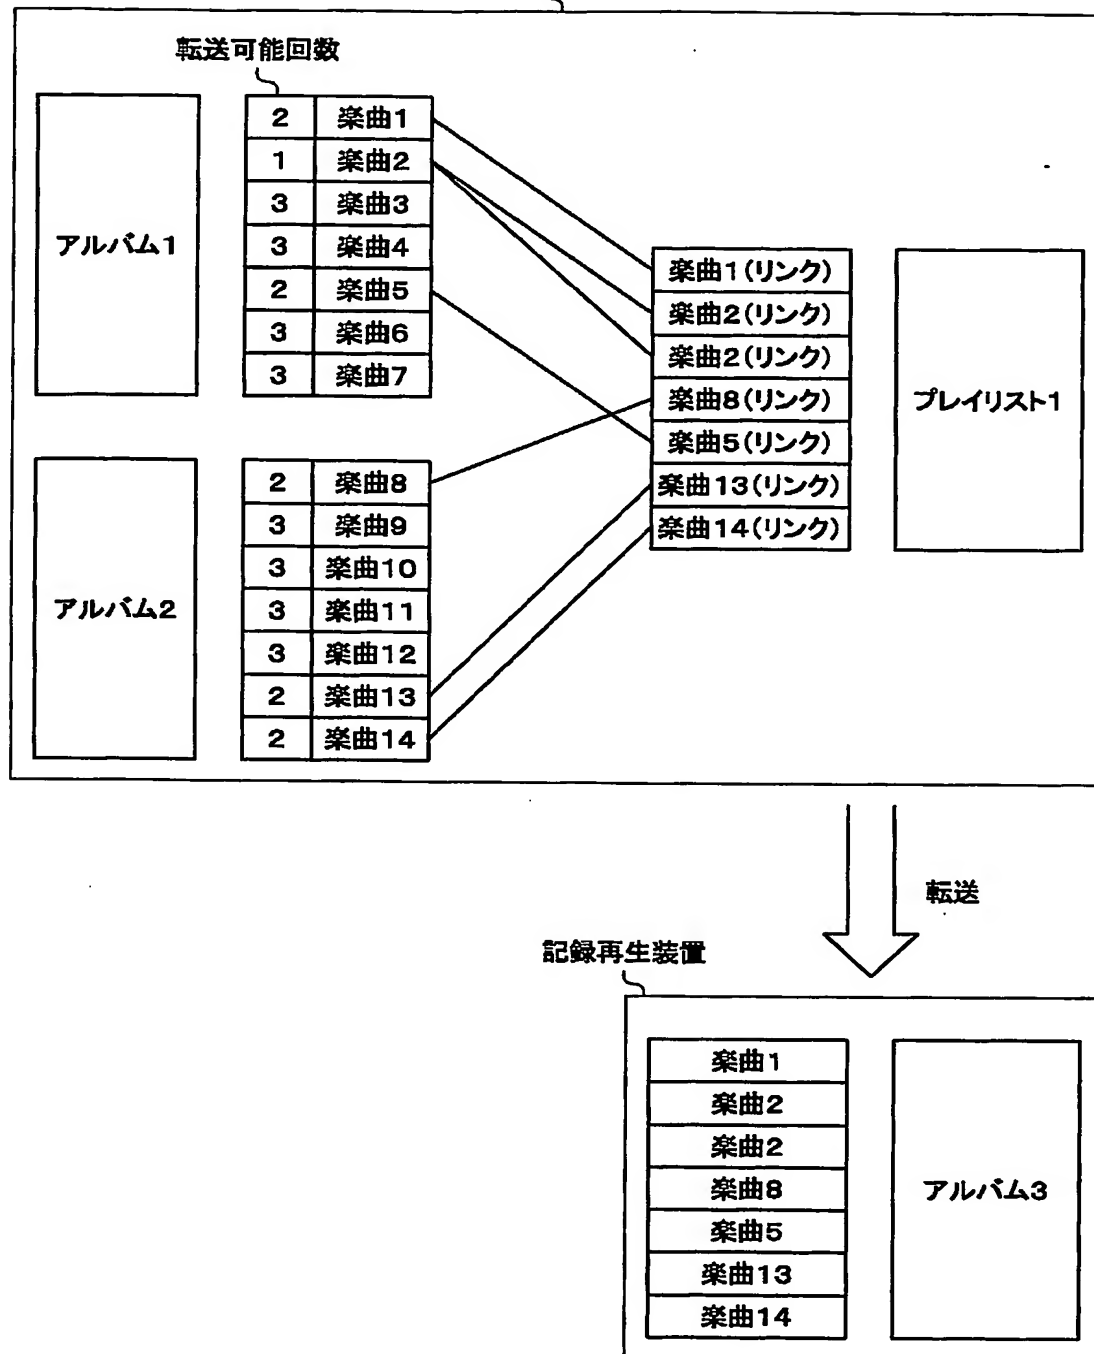 転送可能回数
アルバム1
2 楽曲1
1 楽曲2
3 楽曲3
3 楽曲4
2 楽曲5
3 楽曲6
3 楽曲7
アルバム2
2 楽曲8
3 楽曲9
3 楽曲10
3 楽曲11
3 楽曲12
2 楽曲13
2 楽曲14
楽曲1(リンク)
楽曲2(リンク)
楽曲2(リンク)
楽曲8(リンク)
楽曲5(リンク)
楽曲13(リンク)
楽曲14(リンク)
プレイリスト1
転送
記録再生装置
楽曲1
楽曲2
楽曲2
楽曲8
楽曲5
楽曲13
楽曲14
アルバム3